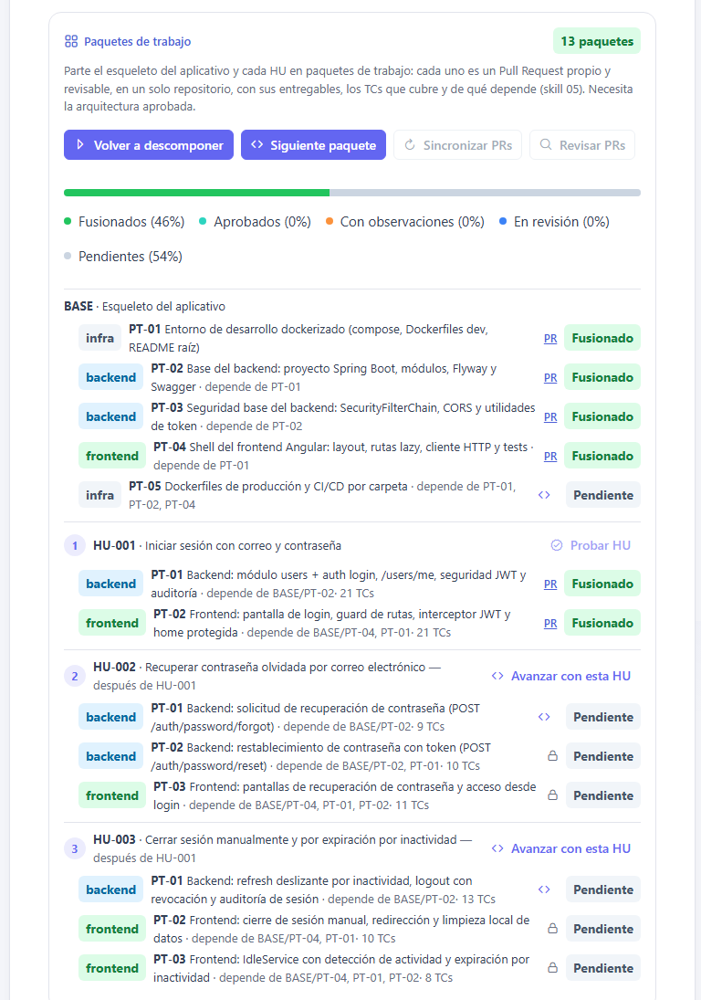 Paquetes de trabajo
13 paquetes
Parte el esqueleto del aplicativo y cada HU en paquetes de trabajo: cada uno es un Pull Request propio y
revisable, en un solo repositorio, con sus entregables, los TCs que cubre y de qué depende (skill 05). Necesita
la arquitectura aprobada.
Volver a descomponer
Siguiente paquete
Sincronizar PRs
Revisar PRs
Fusionados (46%)
Aprobados (0%)
Con observaciones (0%)
En revisión (0%)
Pendientes (54%)
BASE · Esqueleto del aplicativo
infra
PT-01 Entorno de desarrollo dockerizado (compose, Dockerfiles dev,
README raíz)
PR
Fusionado
backend
PT-02 Base del backend: proyecto Spring Boot, módulos, Flyway y
Swagger · depende de PT-01
PR
Fusionado
backend
PT-03 Seguridad base del backend: SecurityFilterChain, CORS y utilidades
de token · depende de PT-02
PR
Fusionado
frontend
PT-04 Shell del frontend Angular: layout, rutas lazy, cliente HTTP y tests ·
depende de PT-01
PR
Fusionado
infra
PT-05 Dockerfiles de producción y CI/CD por carpeta · depende de PT-01,
PT-02, PT-04
Pendiente
1
HU-001 · Iniciar sesión con correo y contraseña
Probar HU
backend
PT-01 Backend: módulo users + auth login, /users/me, seguridad JWT y
auditoría · depende de BASE/PT-02· 21 TCs
PR
Fusionado
frontend
PT-02 Frontend: pantalla de login, guard de rutas, interceptor JWT y
home protegida · depende de BASE/PT-04, PT-01· 21 TCs
PR
Fusionado
2
HU-002 · Recuperar contraseña olvidada por correo electrónico —
después de HU-001
Avanzar con esta HU
backend
PT-01 Backend: solicitud de recuperación de contraseña (POST
/auth/password/forgot) · depende de BASE/PT-02· 9 TCs
Pendiente
backend
PT-02 Backend: restablecimiento de contraseña con token (POST
/auth/password/reset) · depende de BASE/PT-02, PT-01· 10 TCs
Pendiente
frontend
PT-03 Frontend: pantallas de recuperación de contraseña y acceso desde
login · depende de BASE/PT-04, PT-01, PT-02· 11 TCs
Pendiente
3
HU-003 · Cerrar sesión manualmente y por expiración por inactividad —
después de HU-001
Avanzar con esta HU
backend
PT-01 Backend: refresh deslizante por inactividad, logout con
revocación y auditoría de sesión · depende de BASE/PT-02· 13 TCs
Pendiente
frontend
PT-02 Frontend: cierre de sesión manual, redirección y limpieza local de
datos · depende de BASE/PT-04, PT-01· 10 TCs
Pendiente
frontend
PT-03 Frontend: IdleService con detección de actividad y expiración por
inactividad · depende de BASE/PT-04, PT-01, PT-02· 8 TCs
Pendiente